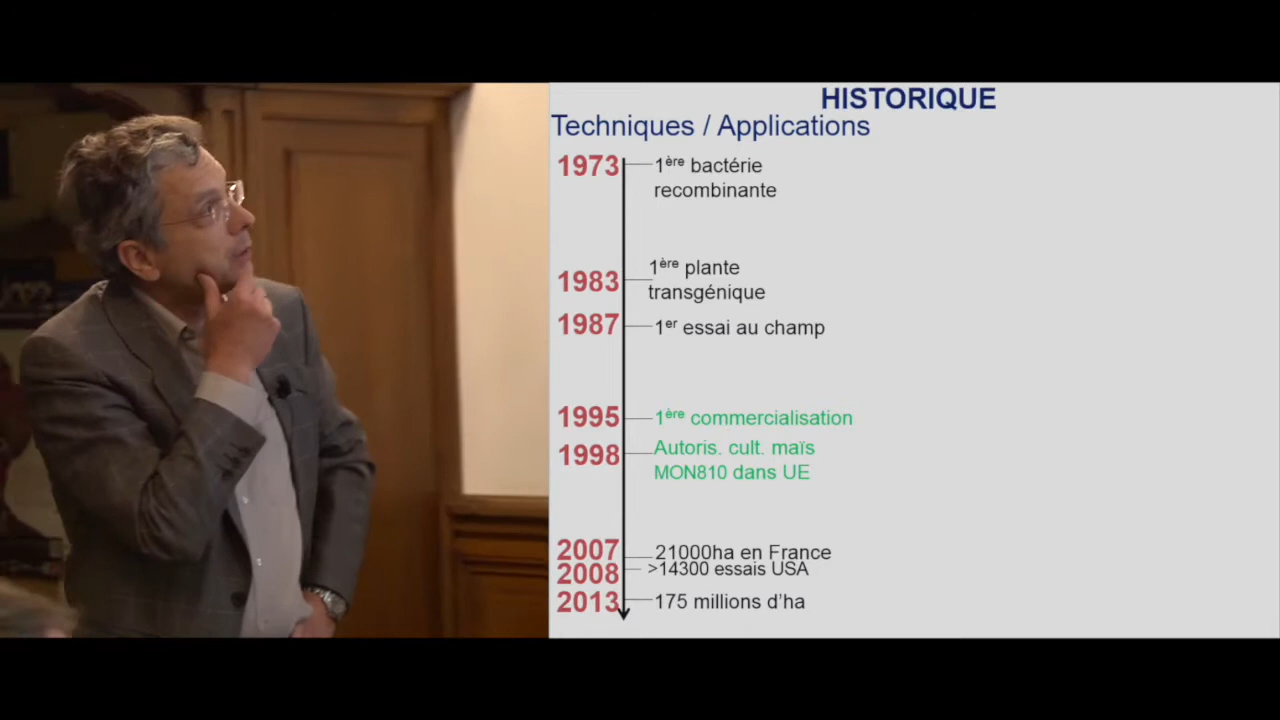 HISTORIQUE
Techniques / Applications
1973
1ère bactérie
recombinante
1983
1ère plante
transgénique
1987
1er essai au champ
1995
1ère commercialisation
1998
Autoris. cult. maïs
MON810 dans UE
2007
21000ha en France
2008
>14300 essais USA
2013
175 millions d'ha